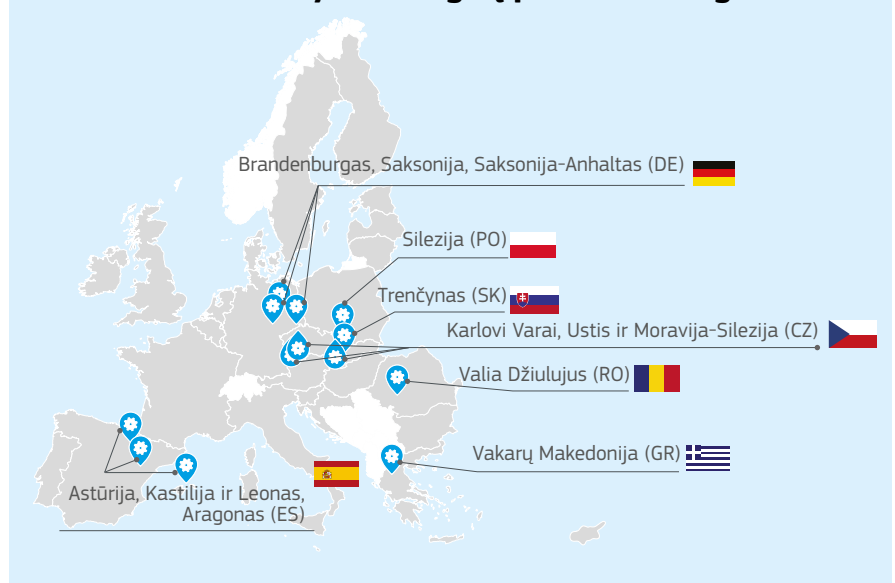 Brandenburgas, Saksonija, Saksonija-Anhaltas (DE)
Silezija (PO)
Trenčynas (SK)
Karlovi Varai, Ustis ir Moravija-Silezija (CZ)
Valia Džiulujus (RO)
Vakarų Makedonija (GR)
Astūrija, Kastilija ir Leonas,
Aragonas (ES)